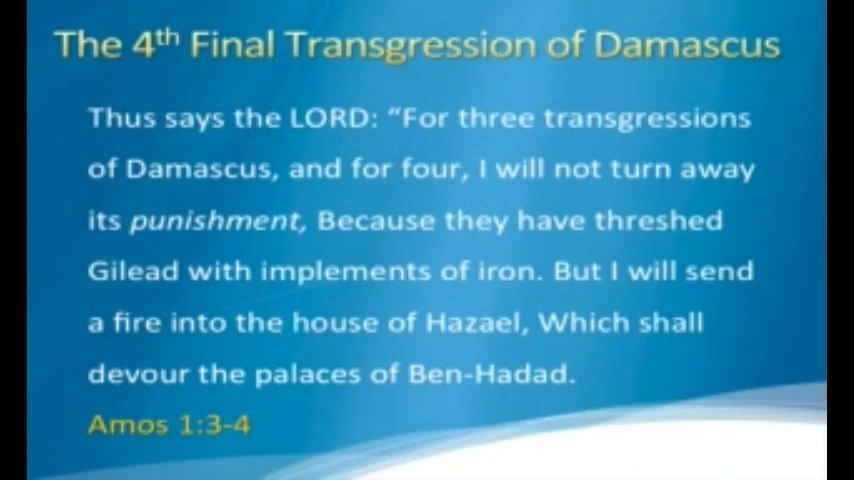 The 4th Final Transgression of Damascus
Thus says the LORD: “For three transgressions
of Damascus, and for four, I will not turn away
its punishment, Because they have threshed
Gilead with implements of iron. But I will send
a fire into the house of Hazael, Which shall
devour the palaces of Ben-Hadad.
Amos 1:3-4